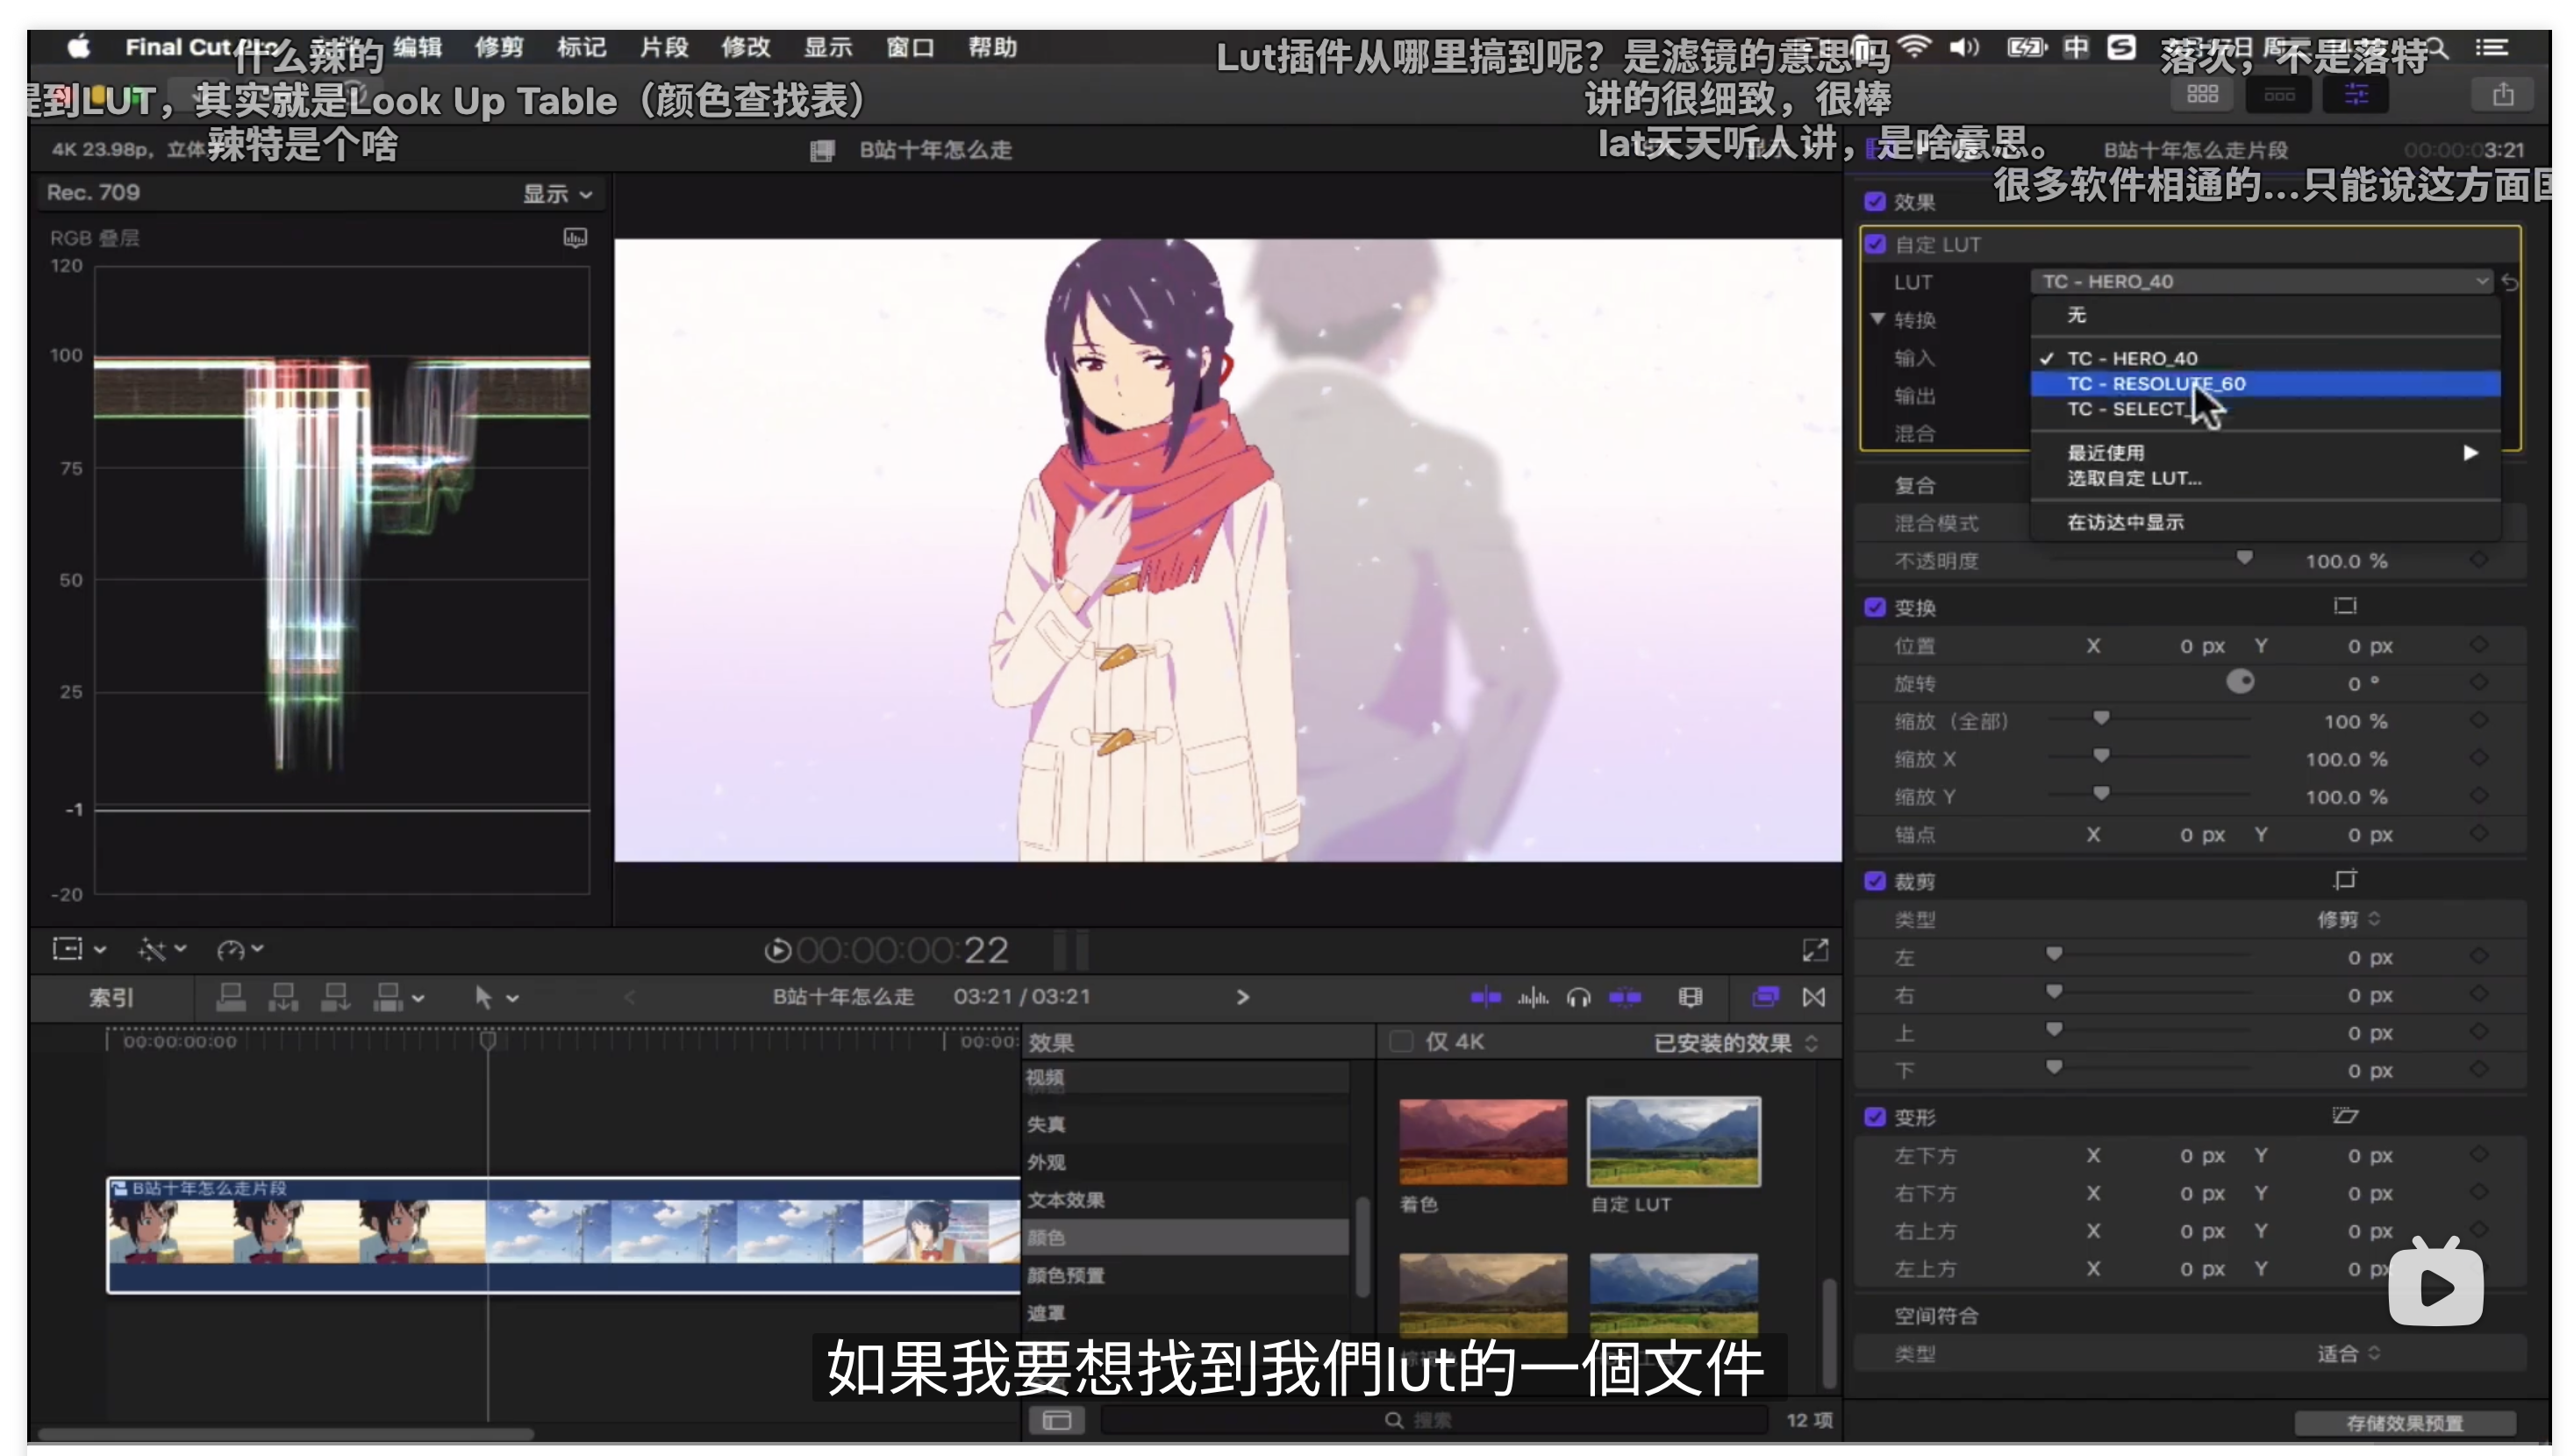 Final Cut Pro 文件 编辑 修剪 标记 片段 修改 显示 窗口 帮助
什么辣的
Lut插件从哪里搞到呢？是滤镜的意思吗
落次，不是落特
提到LUT，其实就是Look Up Table（颜色查找表）
讲的很细致，很棒
辣特是个啥
lat天天听人讲，是啥意思。
很多软件相通的...只能说这方面
4K 23.98p，立体
B站十年怎么走
B站十年怎么走片段
00:00:03:21
Rec. 709
显示
RGB 叠层
120
100
75
50
25
-1
-20
效果
自定 LUT
LUT TC - HERO_40
转换
输入
输出
混合
无
✓ TC - HERO_40
TC - RESOLUTE_60
TC - SELECT_
最近使用
选取自定 LUT...
在访达中显示
复合
混合模式
不透明度 100.0 %
变换
位置 X 0 px Y 0 px
旋转 0 °
缩放（全部） 100 %
缩放 X 100.0 %
缩放 Y 100.0 %
锚点 X 0 px Y 0 px
裁剪
类型 修剪
左 0 px
右 0 px
上 0 px
下 0 px
变形
左下方 X 0 px Y 0 px
右下方 X 0 px Y 0 px
右上方 X 0 px Y 0 px
左上方 X 0 px Y 0 px
空间符合
类型 适合
存储效果预置
00:00:00:22
索引
B站十年怎么走 03:21 / 03:21
00:00:00:00
00:00:
B站十年怎么走片段
效果
仅 4K
已安装的效果
视频
失真
外观
文本效果
颜色
颜色预置
遮罩
着色
自定 LUT
搜索
12 项
如果我要想找到我們lut的一個文件